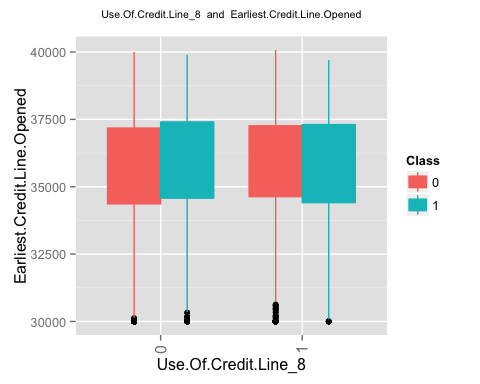 Use.Of.Credit.Line_8 and Earliest.Credit.Line.Opened
40000
37500
35000
32500
30000
Earliest.Credit.Line.Opened
0
1
Use.Of.Credit.Line_8
Class
0
1